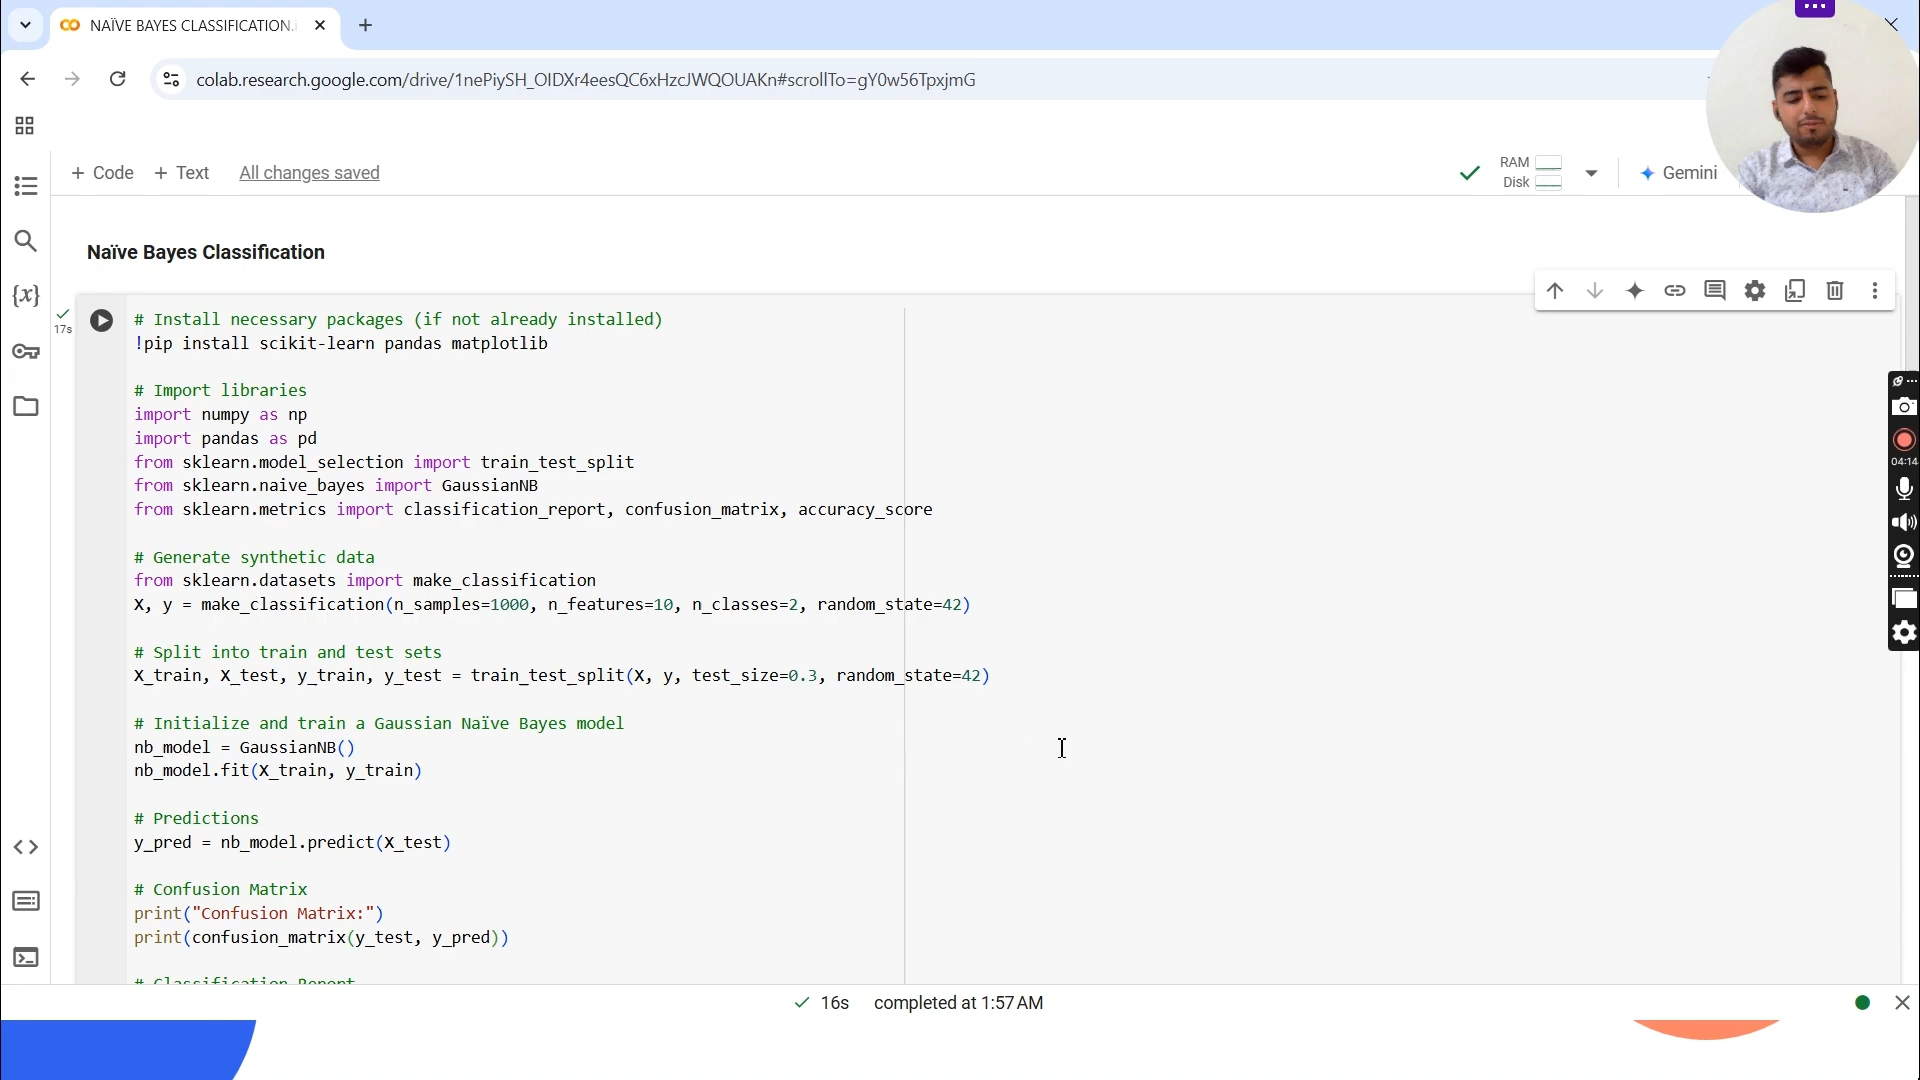 NAÏVE BAYES CLASSIFICATION.i
colab.research.google.com/drive/1nePiySH_OIDXr4eesQC6xHzcJWQOUAKn#scrollTo=gY0w56TpxjmG
+ Code + Text All changes saved
RAM
Disk
Gemini
Naïve Bayes Classification
17s
# Install necessary packages (if not already installed)
!pip install scikit-learn pandas matplotlib
# Import libraries
import numpy as np
import pandas as pd
from sklearn.model_selection import train_test_split
from sklearn.naive_bayes import GaussianNB
from sklearn.metrics import classification_report, confusion_matrix, accuracy_score
# Generate synthetic data
from sklearn.datasets import make_classification
X, y = make_classification(n_samples=1000, n_features=10, n_classes=2, random_state=42)
# Split into train and test sets
X_train, X_test, y_train, y_test = train_test_split(X, y, test_size=0.3, random_state=42)
# Initialize and train a Gaussian Naïve Bayes model
nb_model = GaussianNB()
nb_model.fit(X_train, y_train)
# Predictions
y_pred = nb_model.predict(X_test)
# Confusion Matrix
print("Confusion Matrix:")
print(confusion_matrix(y_test, y_pred))
# Classification Report
04:14
16s completed at 1:57 AM